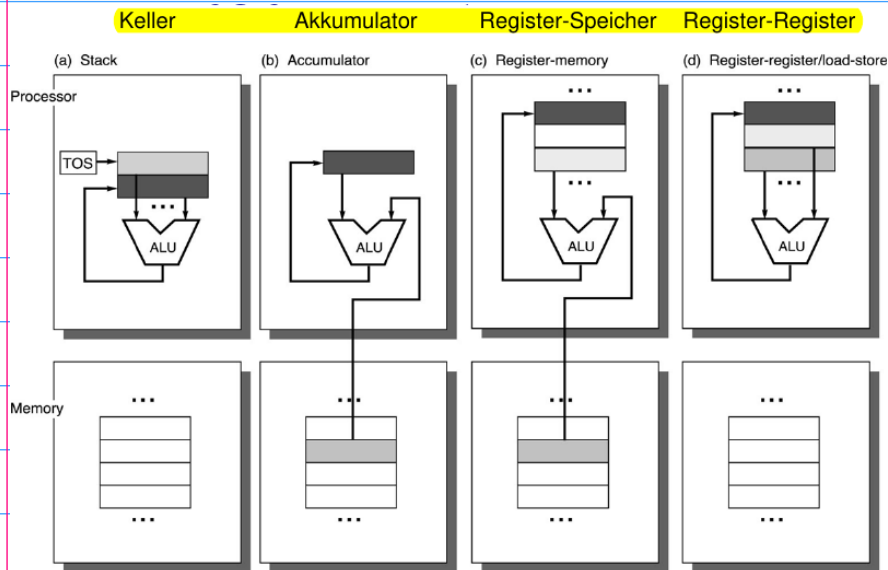 Keller Akkumulator Register-Speicher Register-Register
(a) Stack (b) Accumulator (c) Register-memory (d) Register-register/load-store
Processor
...
...
TOS
...
...
...
ALU
ALU
ALU
ALU
Memory
...
...
...
...
...
...
...
...